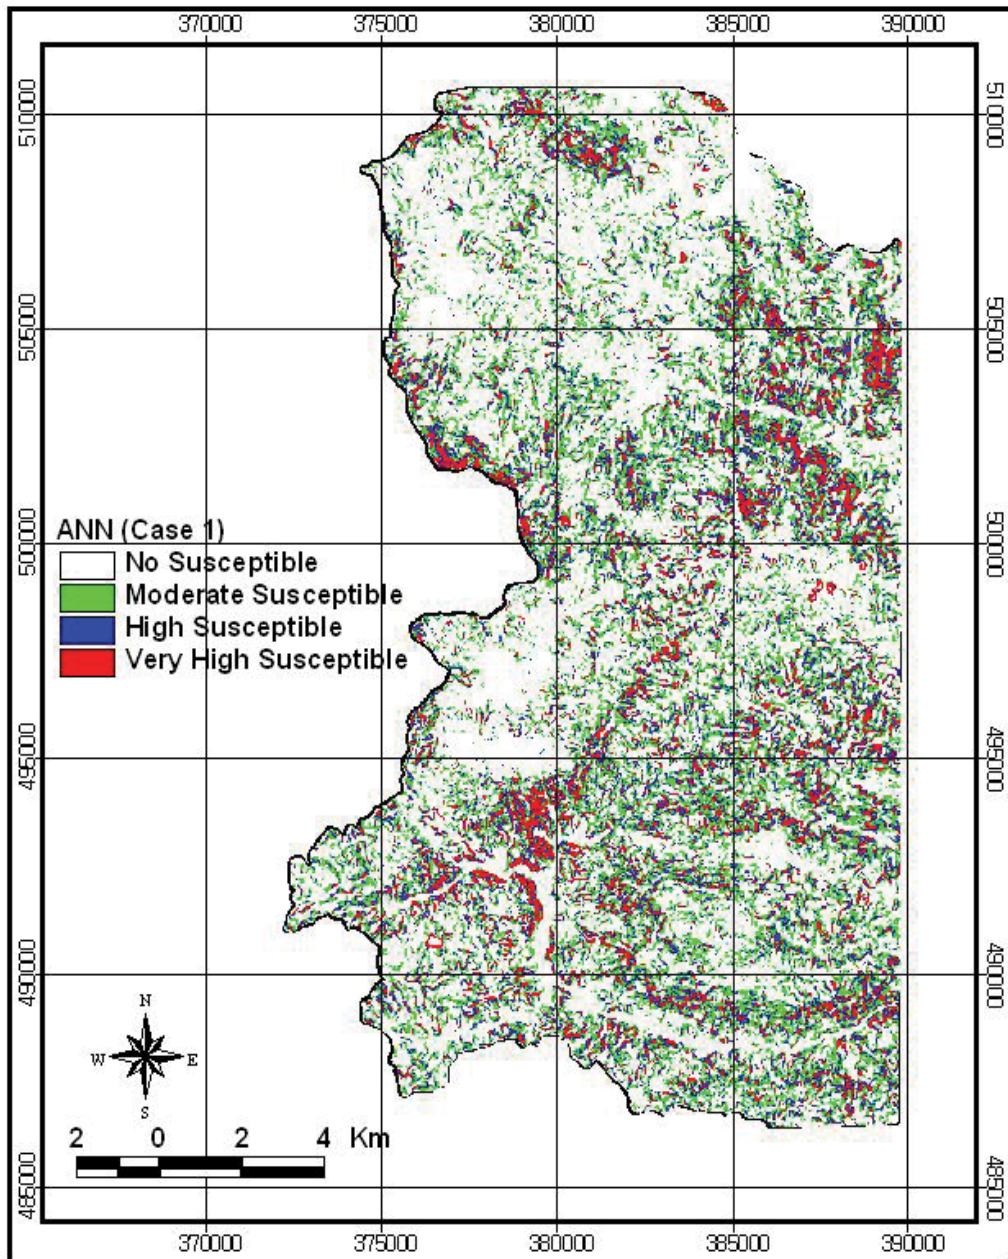 370000 375000 380000 385000 390000
510000 510000
505000 505000
500000 500000
495000 495000
490000 490000
485000 485000
ANN (Case 1)
No Susceptible
Moderate Susceptible
High Susceptible
Very High Susceptible
N
W E
S
2 0 2 4 Km
370000 375000 380000 385000 390000